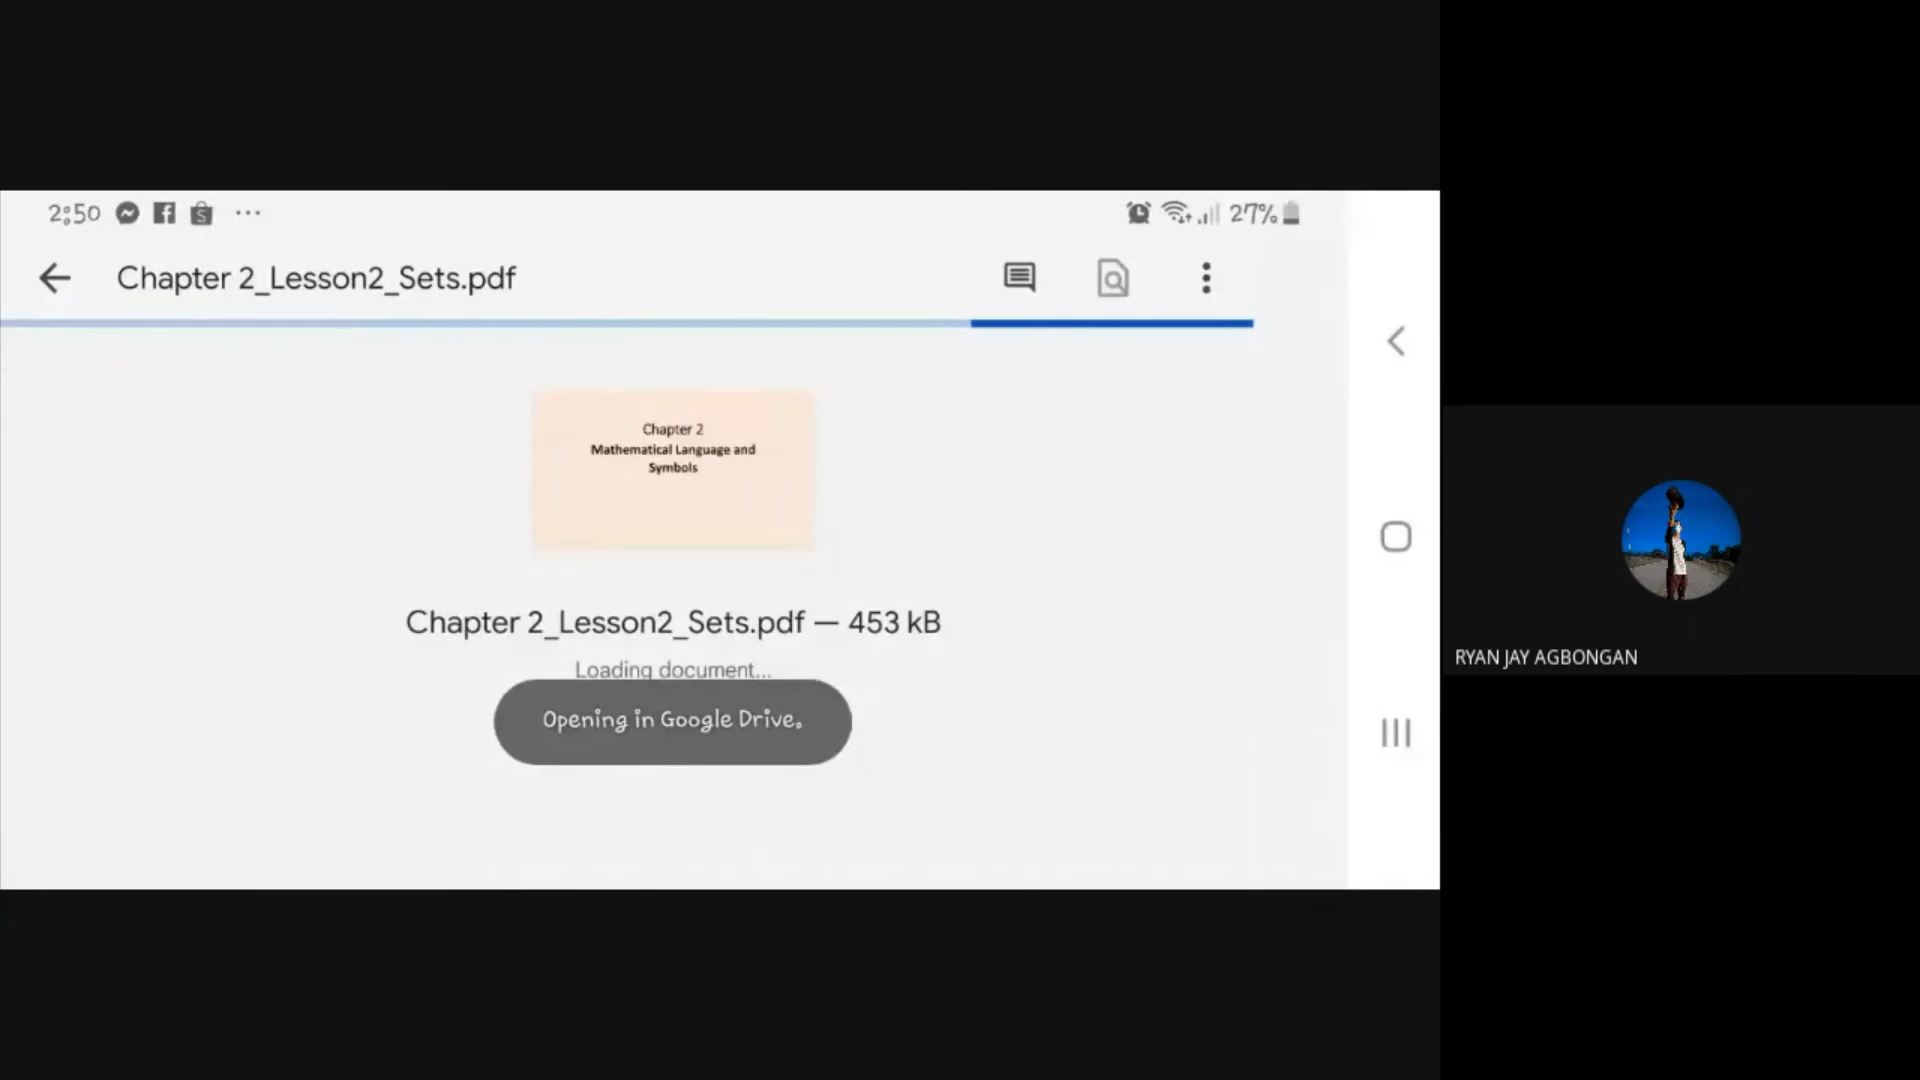 2:50
27%
Chapter 2_Lesson2_Sets.pdf
Chapter 2
Mathematical Language and
Symbols
Chapter 2_Lesson2_Sets.pdf — 453 kB
Loading document...
Opening in Google Drive.
RYAN JAY AGBONGAN